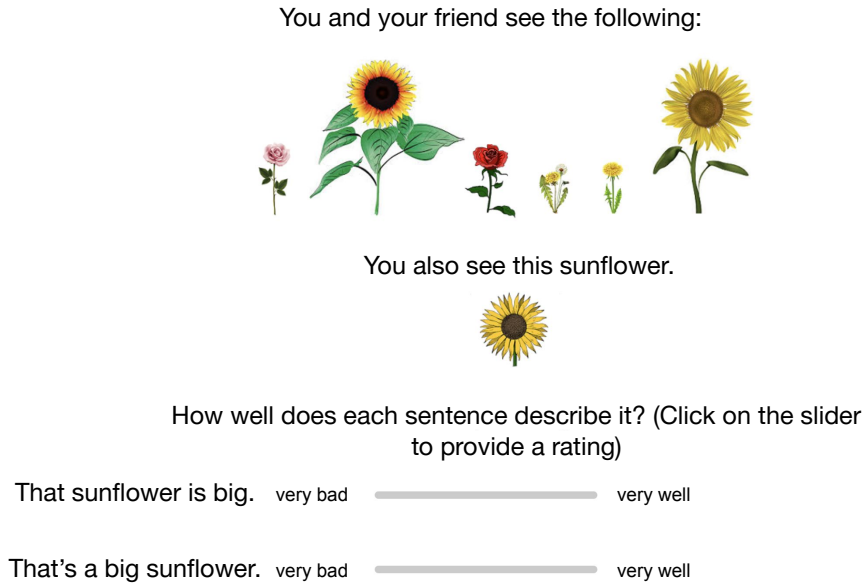 You and your friend see the following:
You also see this sunflower.
How well does each sentence describe it? (Click on the slider
to provide a rating)
That sunflower is big. very bad very well
That's a big sunflower. very bad very well